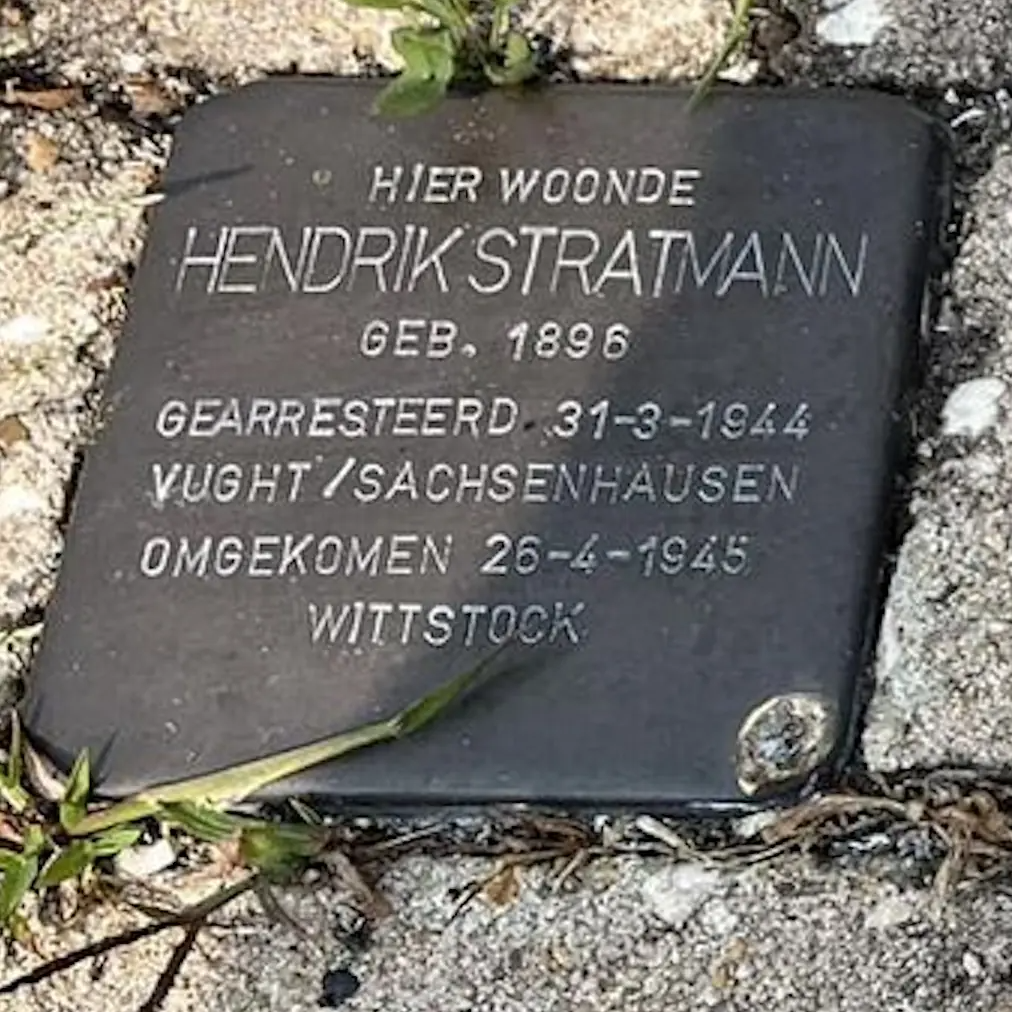 HIER WOONDE
HENDRIK STRATMANN
GEB. 1896
GEARRESTEERD 31-3-1944
VUGHT/SACHSENHAUSEN
OMGEKOMEN 26-4-1945
WITTSTOCK